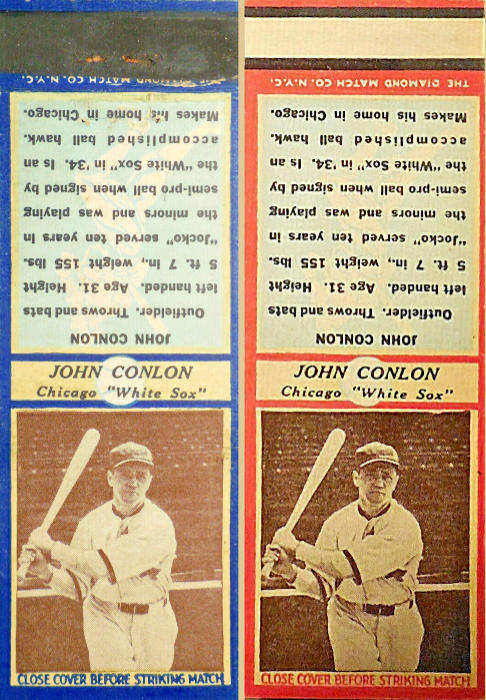 JOHN CONLON
Outfielder. Throws and bats
left handed. Age 31. Height
5 ft. 7 in., weight 155 lbs.
"Jocko" served ten years in
the minors and was playing
semi-pro ball when signed by
the "White Sox" in '34. Is an
accomplished ball hawk.
Makes his home in Chicago.
THE DIAMOND MATCH CO. N.Y.C.
JOHN CONLON
Chicago "White Sox"
CLOSE COVER BEFORE STRIKING MATCH
JOHN CONLON
Outfielder. Throws and bats
left handed. Age 31. Height
5 ft. 7 in., weight 155 lbs.
"Jocko" served ten years in
the minors and was playing
semi-pro ball when signed by
the "White Sox" in '34. Is an
accomplished ball hawk.
Makes his home in Chicago.
THE DIAMOND MATCH CO. N.Y.C.
JOHN CONLON
Chicago "White Sox"
CLOSE COVER BEFORE STRIKING MATCH